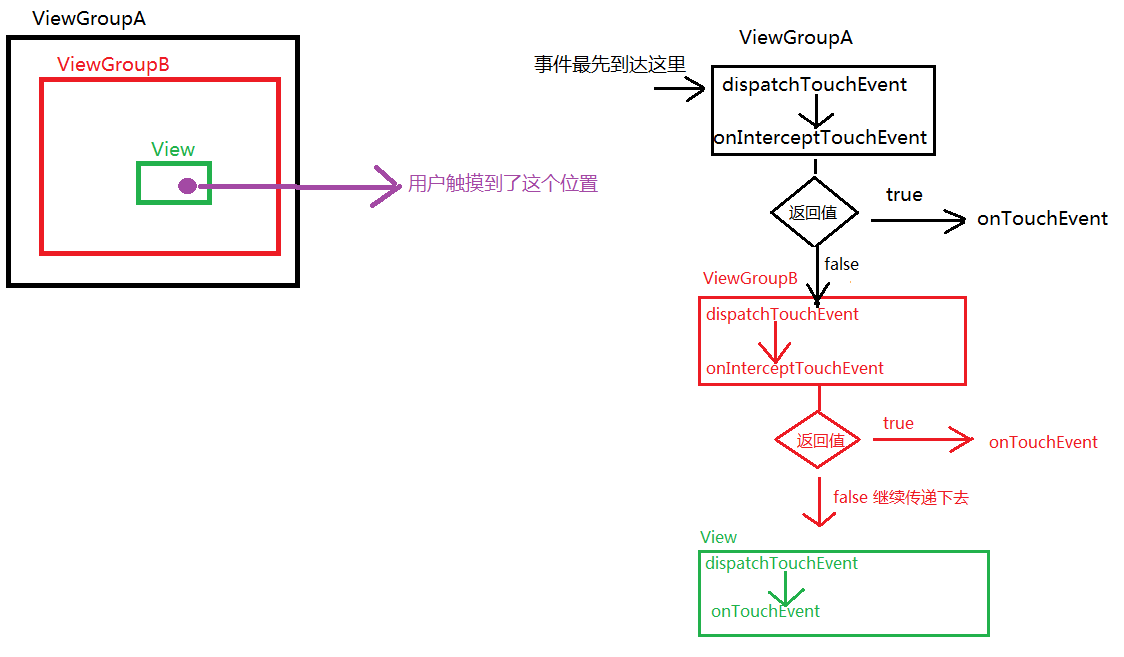 ViewGroupA
ViewGroupB
View
用户触摸到了这个位置
ViewGroupA
事件最先到达这里
dispatchTouchEvent
onInterceptTouchEvent
返回值
true
onTouchEvent
false
ViewGroupB
dispatchTouchEvent
onInterceptTouchEvent
返回值
true
onTouchEvent
false 继续传递下去
View
dispatchTouchEvent
onTouchEvent